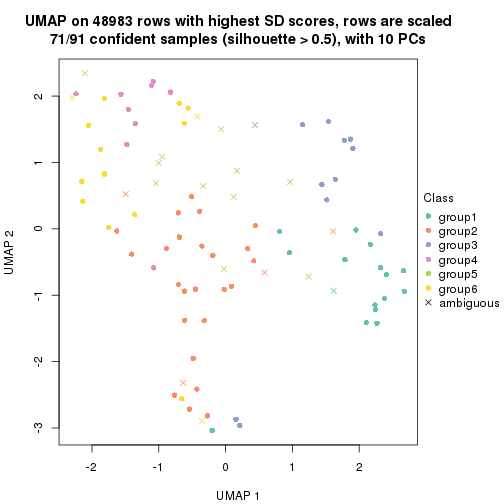 UMAP on 48983 rows with highest SD scores, rows are scaled
71/91 confident samples (silhouette > 0.5), with 10 PCs
UMAP 2
2
1
0
-1
-2
-3
-2
-1
0
1
2
UMAP 1
Class
group1
group2
group3
group4
group5
group6
ambiguous